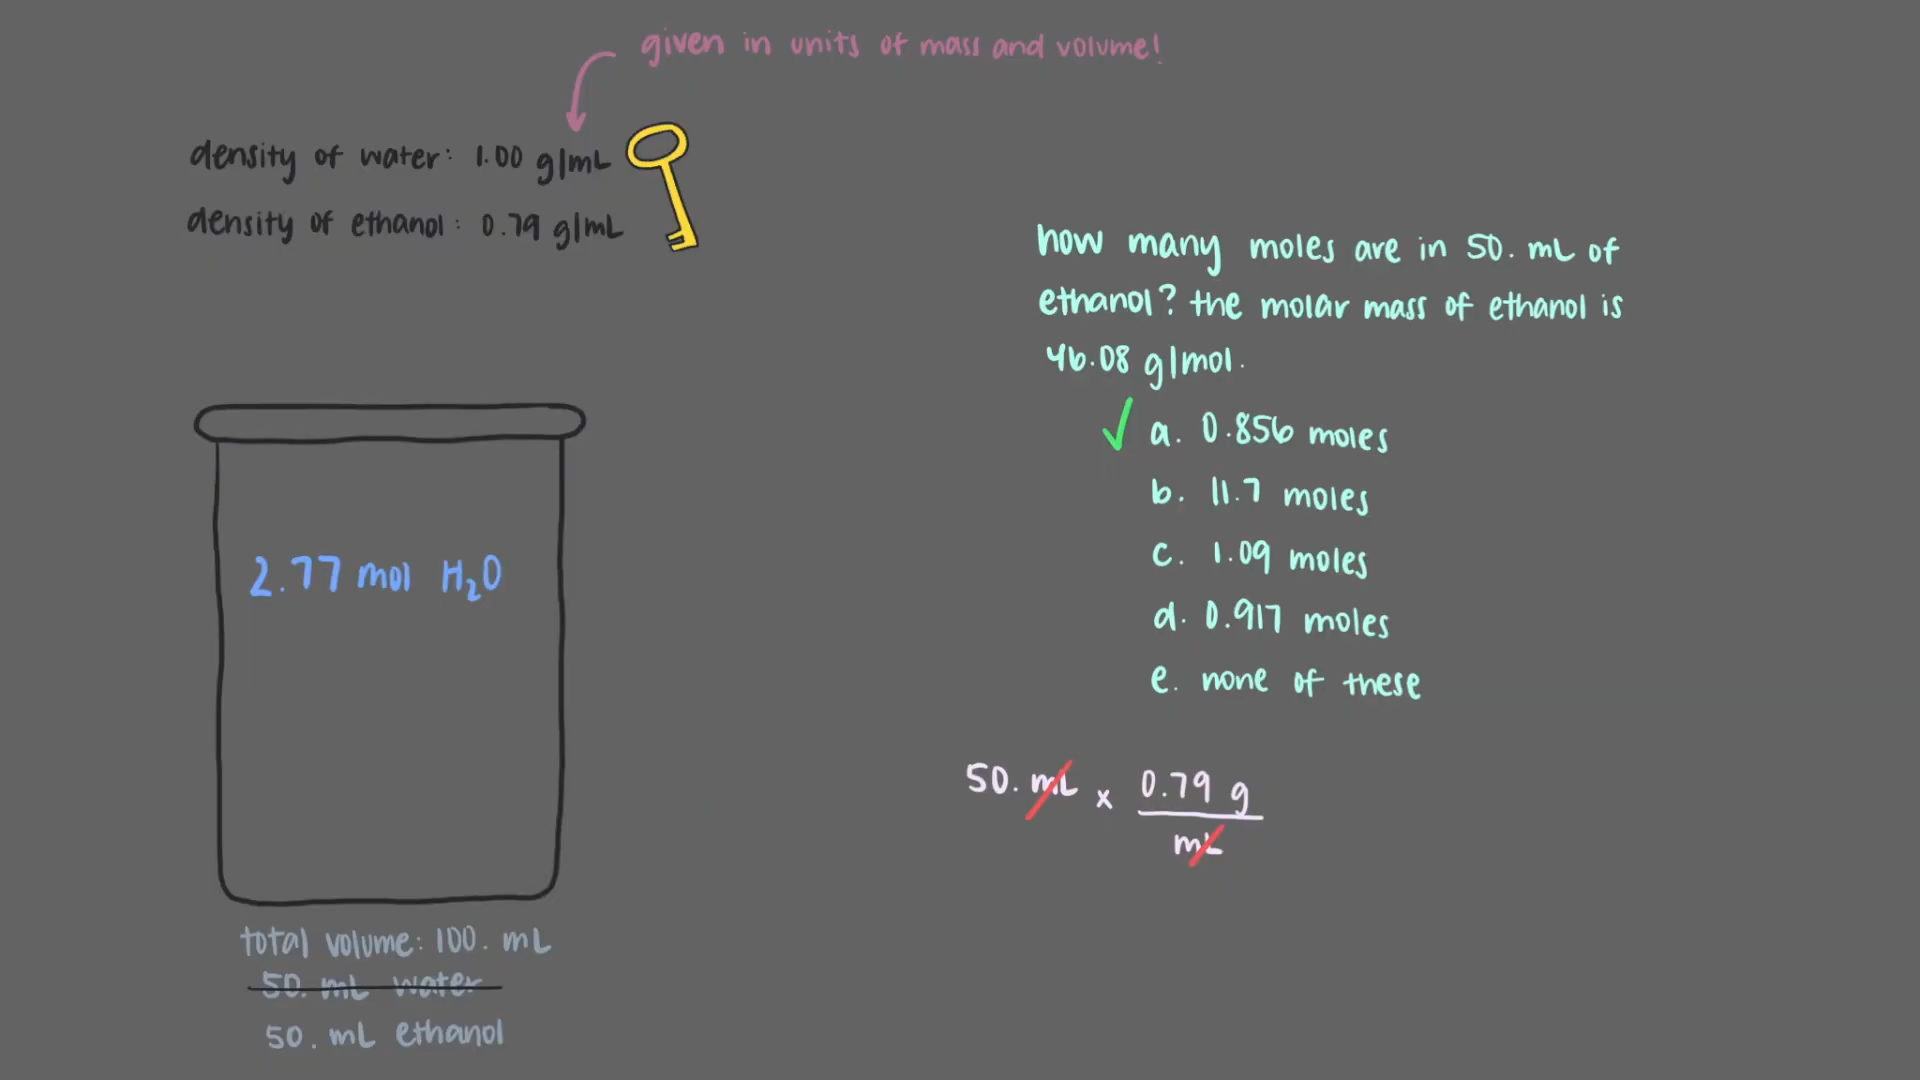 given in units of mass and volume!
density of water: 1.00 g/mL
density of ethanol: 0.79 g/mL
how many moles are in 50. mL of
ethanol? the molar mass of ethanol is
46.08 g/mol.
a. 0.856 moles
b. 11.7 moles
c. 1.09 moles
d. 0.917 moles
e. none of these
2.77 mol H₂O
50. mL x 0.79 g
mL
total volume: 100. mL
50. mL water
50. mL ethanol